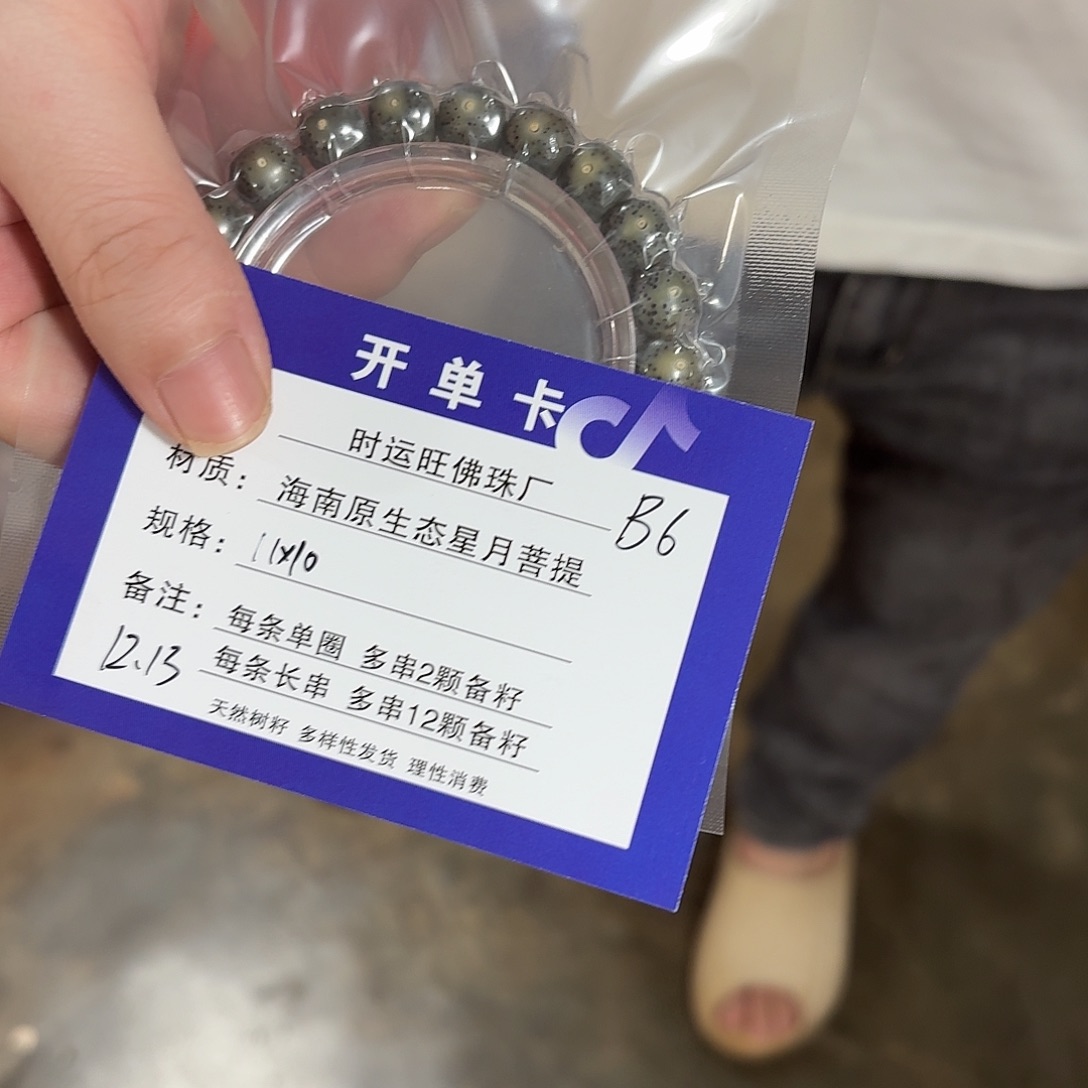 开单卡
时运旺佛珠厂
B6
材质：海南原生态星月菩提
规格：11x10
备注：每条单圈 多串2颗备籽
每条长串 多串12颗备籽
12.13
天然树籽 多样性发货 理性消费